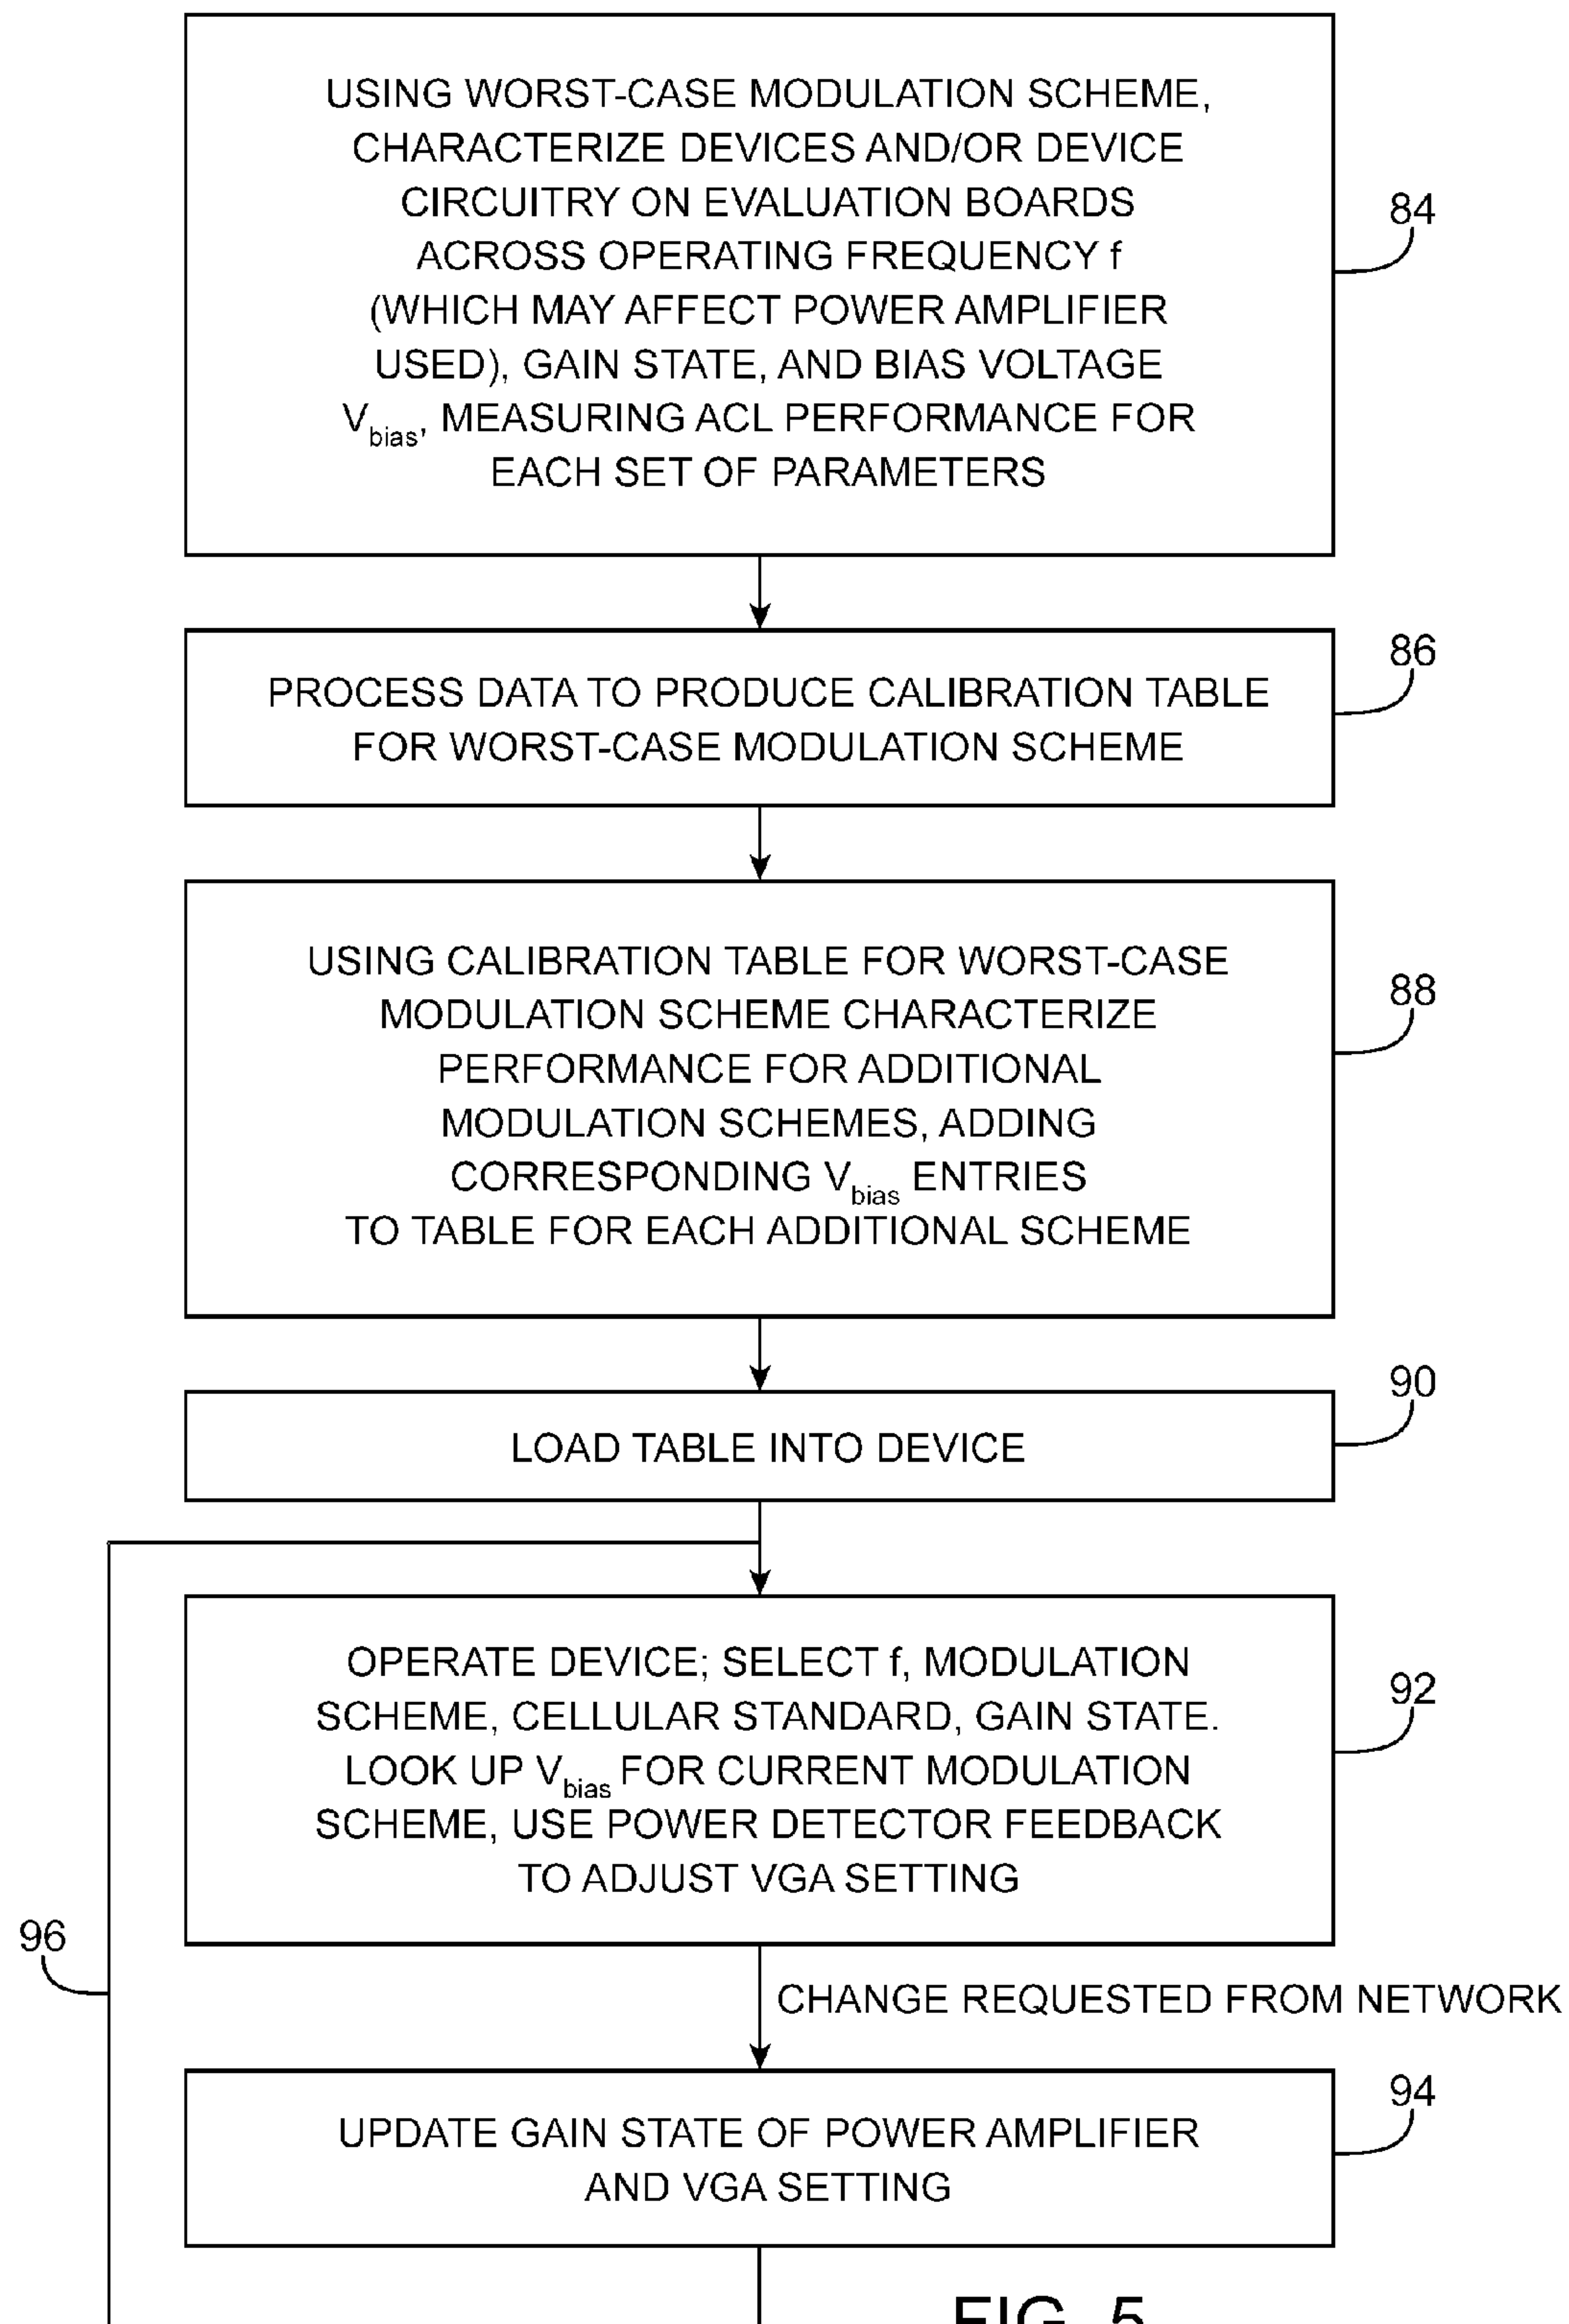 USING WORST-CASE MODULATION SCHEME,
CHARACTERIZE DEVICES AND/OR DEVICE
CIRCUITRY ON EVALUATION BOARDS
ACROSS OPERATING FREQUENCY f
(WHICH MAY AFFECT POWER AMPLIFIER
USED), GAIN STATE, AND BIAS VOLTAGE
Vbias, MEASURING ACL PERFORMANCE FOR
EACH SET OF PARAMETERS
84
PROCESS DATA TO PRODUCE CALIBRATION TABLE
FOR WORST-CASE MODULATION SCHEME
86
USING CALIBRATION TABLE FOR WORST-CASE
MODULATION SCHEME CHARACTERIZE
PERFORMANCE FOR ADDITIONAL
MODULATION SCHEMES, ADDING
CORRESPONDING Vbias ENTRIES
TO TABLE FOR EACH ADDITIONAL SCHEME
88
LOAD TABLE INTO DEVICE
90
OPERATE DEVICE; SELECT f, MODULATION
SCHEME, CELLULAR STANDARD, GAIN STATE.
LOOK UP Vbias FOR CURRENT MODULATION
SCHEME, USE POWER DETECTOR FEEDBACK
TO ADJUST VGA SETTING
92
96
CHANGE REQUESTED FROM NETWORK
UPDATE GAIN STATE OF POWER AMPLIFIER
AND VGA SETTING
94
FIG. 5